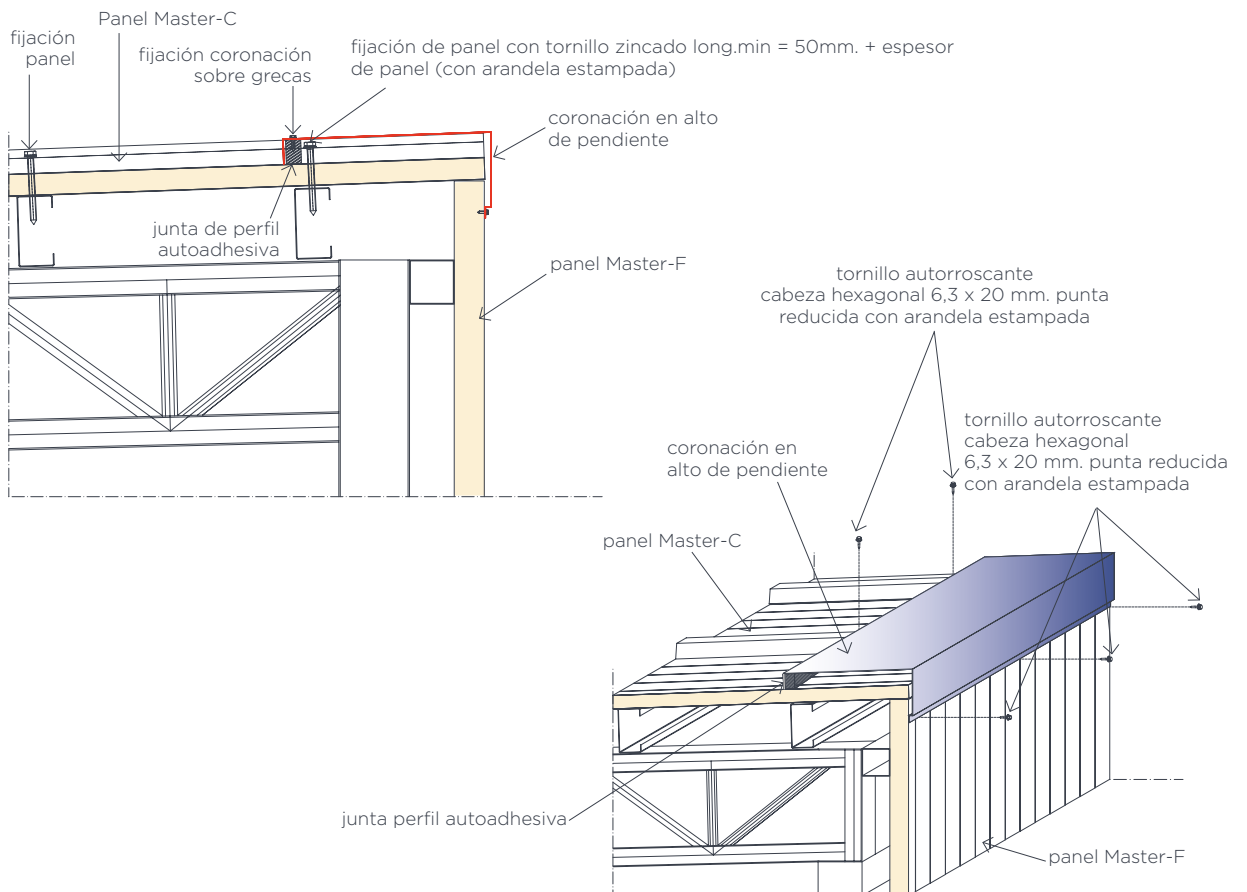 Panel Master-C
fijación
panel
fijación coronación
sobre grecas
fijación de panel con tornillo zincado long.min = 50mm. + espesor
de panel (con arandela estampada)
coronación en alto
de pendiente
junta de perfil
autoadhesiva
panel Master-F
tornillo autorroscante
cabeza hexagonal 6,3 x 20 mm. punta
reducida con arandela estampada
tornillo autorroscante
cabeza hexagonal
6,3 x 20 mm. punta reducida
con arandela estampada
coronación en
alto de pendiente
panel Master-C
junta perfil autoadhesiva
panel Master-F